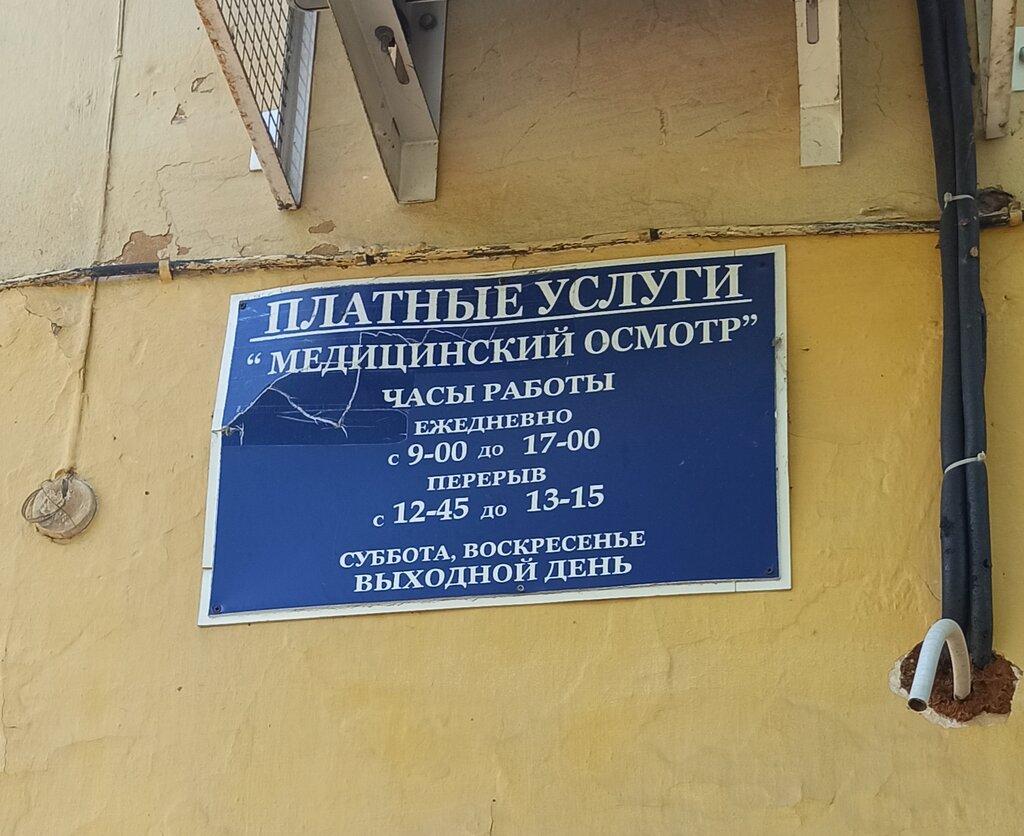 ПЛАТНЫЕ УСЛУГИ
“ МЕДИЦИНСКИЙ ОСМОТР”
ЧАСЫ РАБОТЫ
ЕЖЕДНЕВНО
с 9-00 до 17-00
ПЕРЕРЫВ
с 12-45 до 13-15
СУББОТА, ВОСКРЕСЕНЬЕ
ВЫХОДНОЙ ДЕНЬ